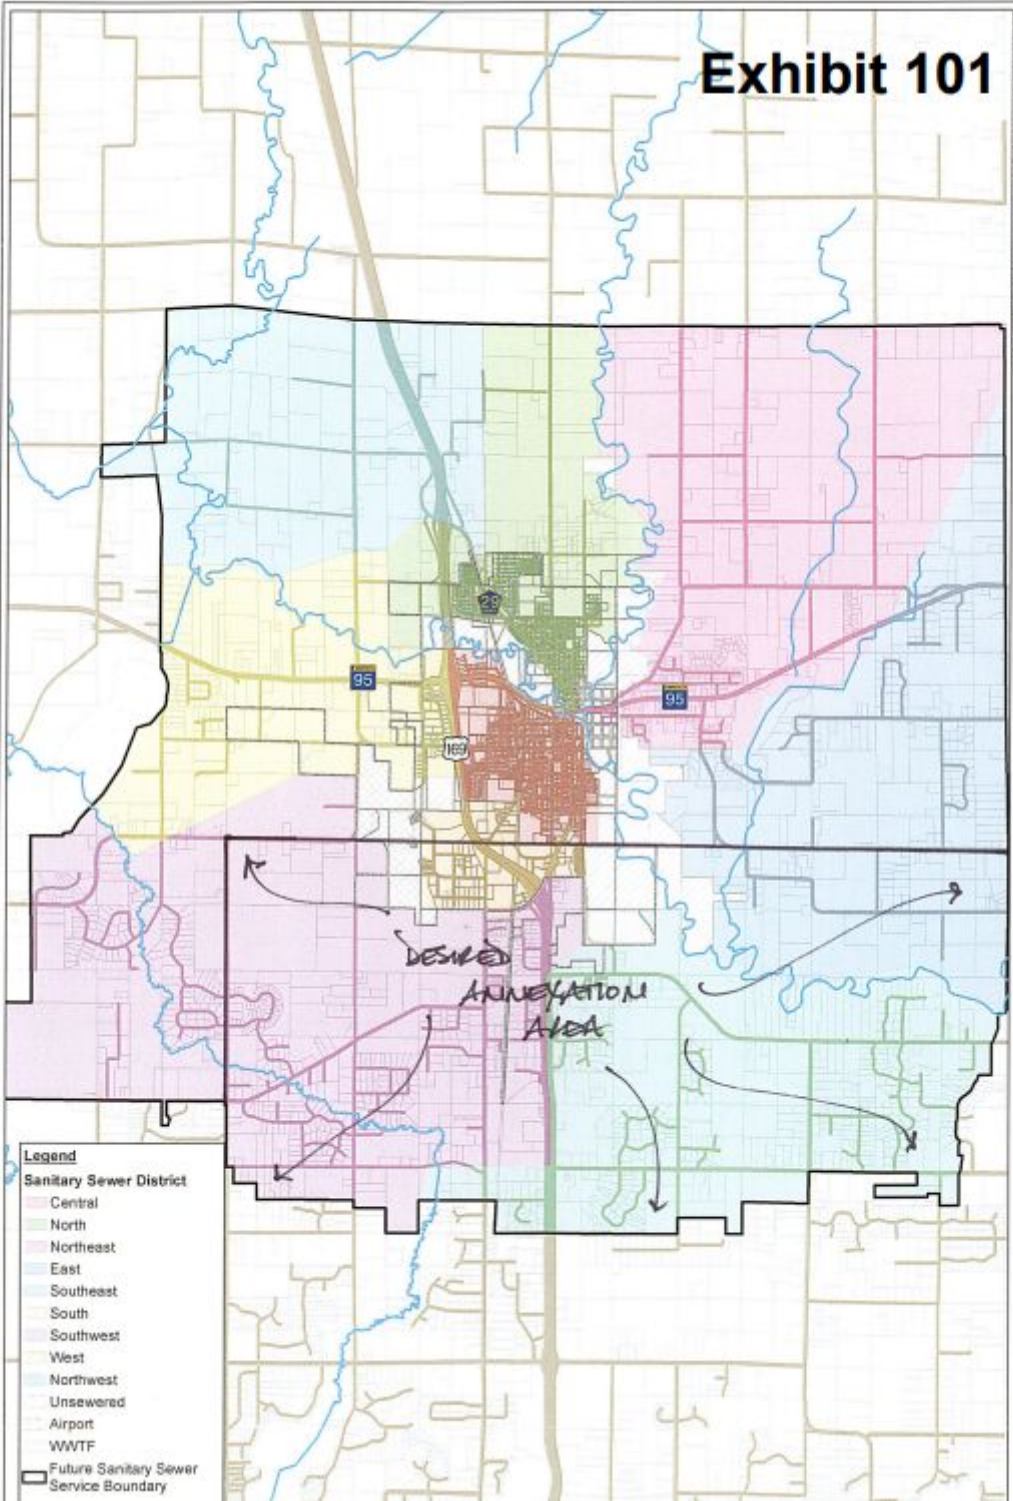 Exhibit 101
29
95
95
169
DESIRED
ANNEXATION
AREA
Legend
Sanitary Sewer District
Central
North
Northeast
East
Southeast
South
Southwest
West
Northwest
Unsewered
Airport
WWTF
Future Sanitary Sewer
Service Boundary